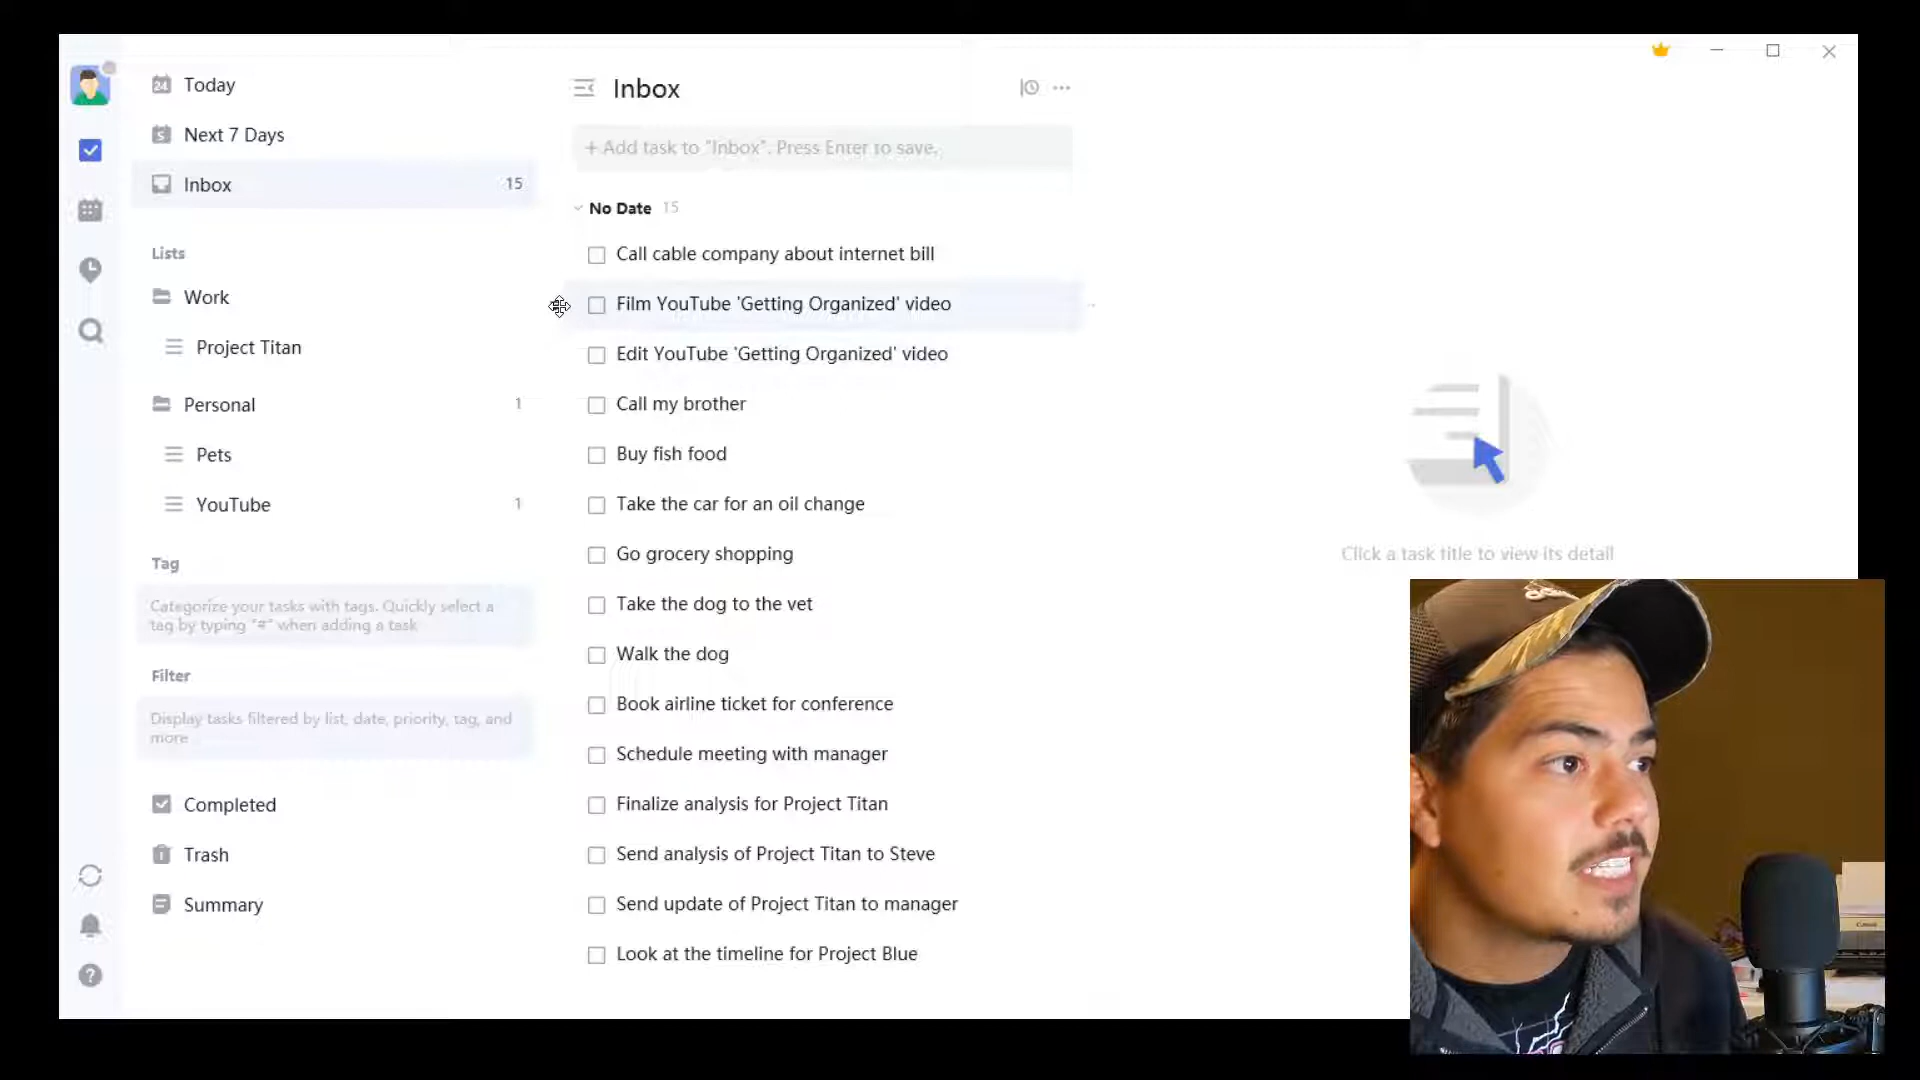 24 Today
S Next 7 Days
Inbox 15
Lists
Work
Project Titan
Personal 1
Pets
YouTube 1
Tag
Categorize your tasks with tags. Quickly select a
tag by typing "#" when adding a task
Filter
Display tasks filtered by list, date, priority, tag, and
more
Completed
Trash
Summary
Inbox
+ Add task to "Inbox". Press Enter to save.
No Date 15
Call cable company about internet bill
Film YouTube 'Getting Organized' video
Edit YouTube 'Getting Organized' video
Call my brother
Buy fish food
Take the car for an oil change
Go grocery shopping
Take the dog to the vet
Walk the dog
Book airline ticket for conference
Schedule meeting with manager
Finalize analysis for Project Titan
Send analysis of Project Titan to Steve
Send update of Project Titan to manager
Look at the timeline for Project Blue
Click a task title to view its detail
Canon